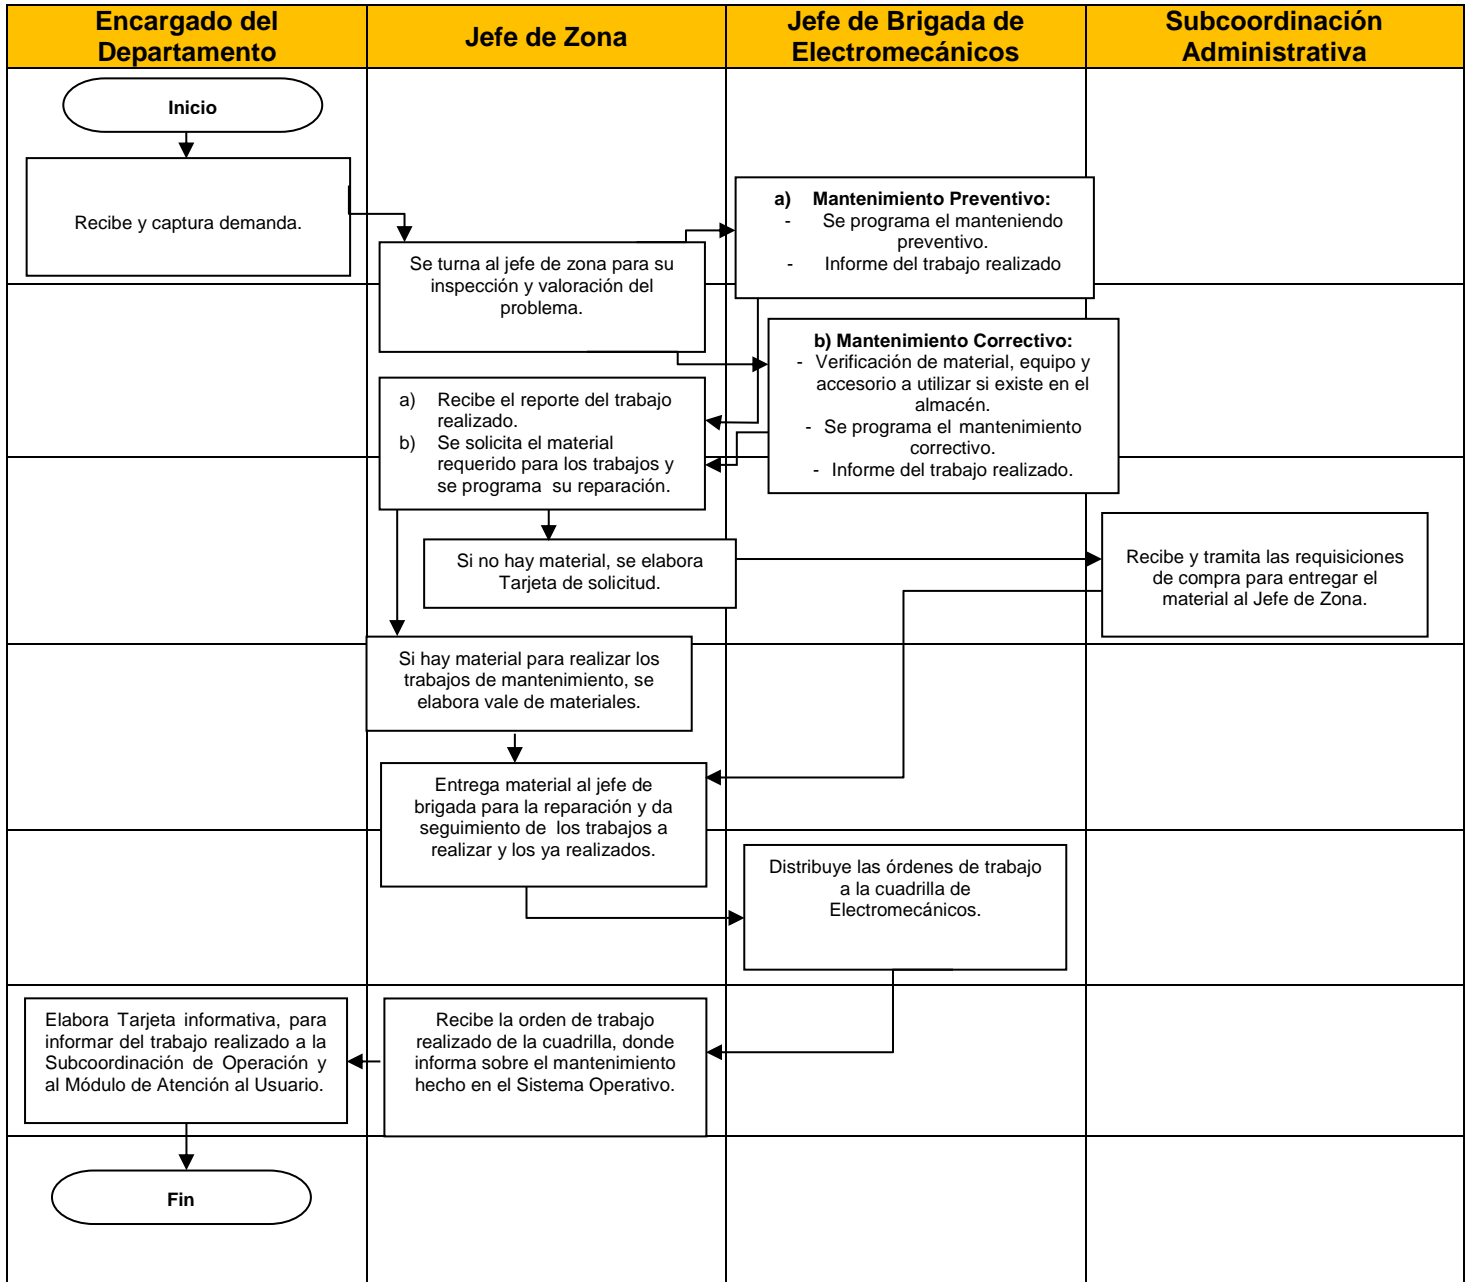 Encargado del
Departamento
Jefe de Zona
Jefe de Brigada de
Electromecánicos
Subcoordinación
Administrativa
Inicio
Recibe y captura demanda.
Se turna al jefe de zona para su
inspección y valoración del
problema.
a) Mantenimiento Preventivo:
- Se programa el manteniendo
preventivo.
- Informe del trabajo realizado
b) Mantenimiento Correctivo:
- Verificación de material, equipo y
accesorio a utilizar si existe en el
almacén.
- Se programa el mantenimiento
correctivo.
- Informe del trabajo realizado.
a) Recibe el reporte del trabajo
realizado.
b) Se solicita el material
requerido para los trabajos y
se programa su reparación.
Si no hay material, se elabora
Tarjeta de solicitud.
Recibe y tramita las requisiciones
de compra para entregar el
material al Jefe de Zona.
Si hay material para realizar los
trabajos de mantenimiento, se
elabora vale de materiales.
Entrega material al jefe de
brigada para la reparación y da
seguimiento de los trabajos a
realizar y los ya realizados.
Distribuye las órdenes de trabajo
a la cuadrilla de
Electromecánicos.
Recibe la orden de trabajo
realizado de la cuadrilla, donde
informa sobre el mantenimiento
hecho en el Sistema Operativo.
Elabora Tarjeta informativa, para
informar del trabajo realizado a la
Subcoordinación de Operación y
al Módulo de Atención al Usuario.
Fin